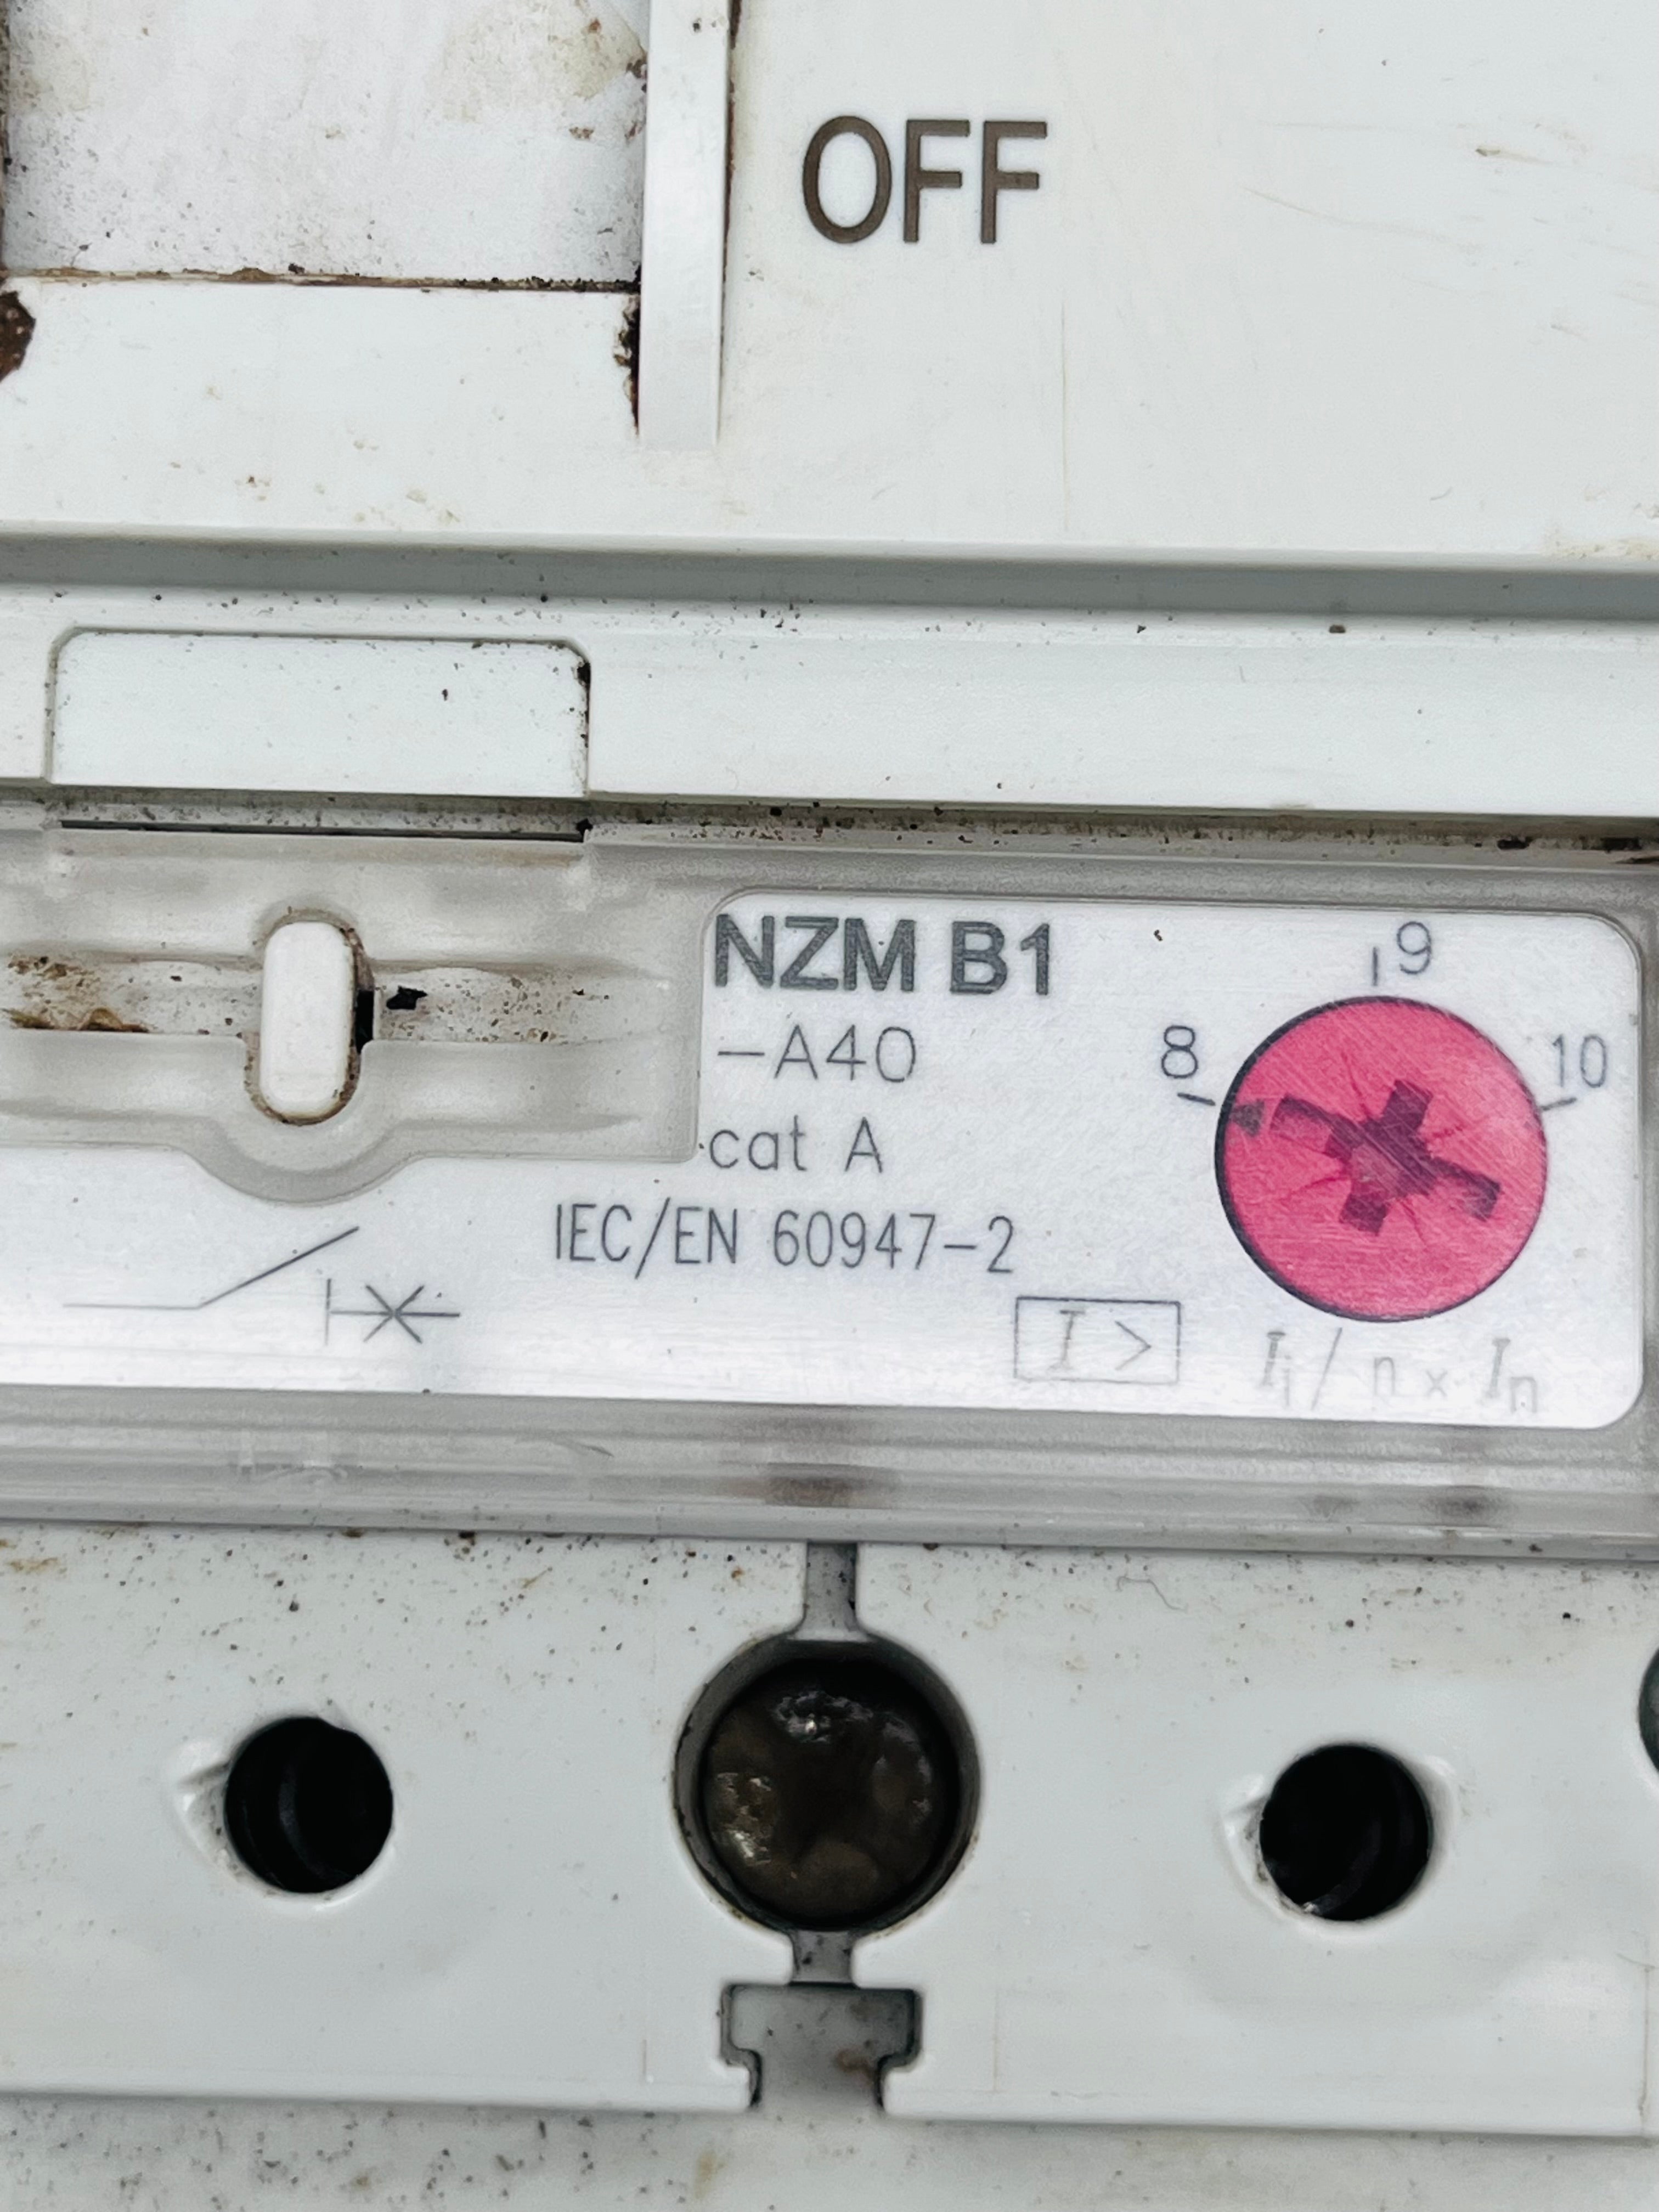 OFF
NZM B1
-A40
cat A
IEC/EN 60947-2
8
9
10
I >
Ii / n x In